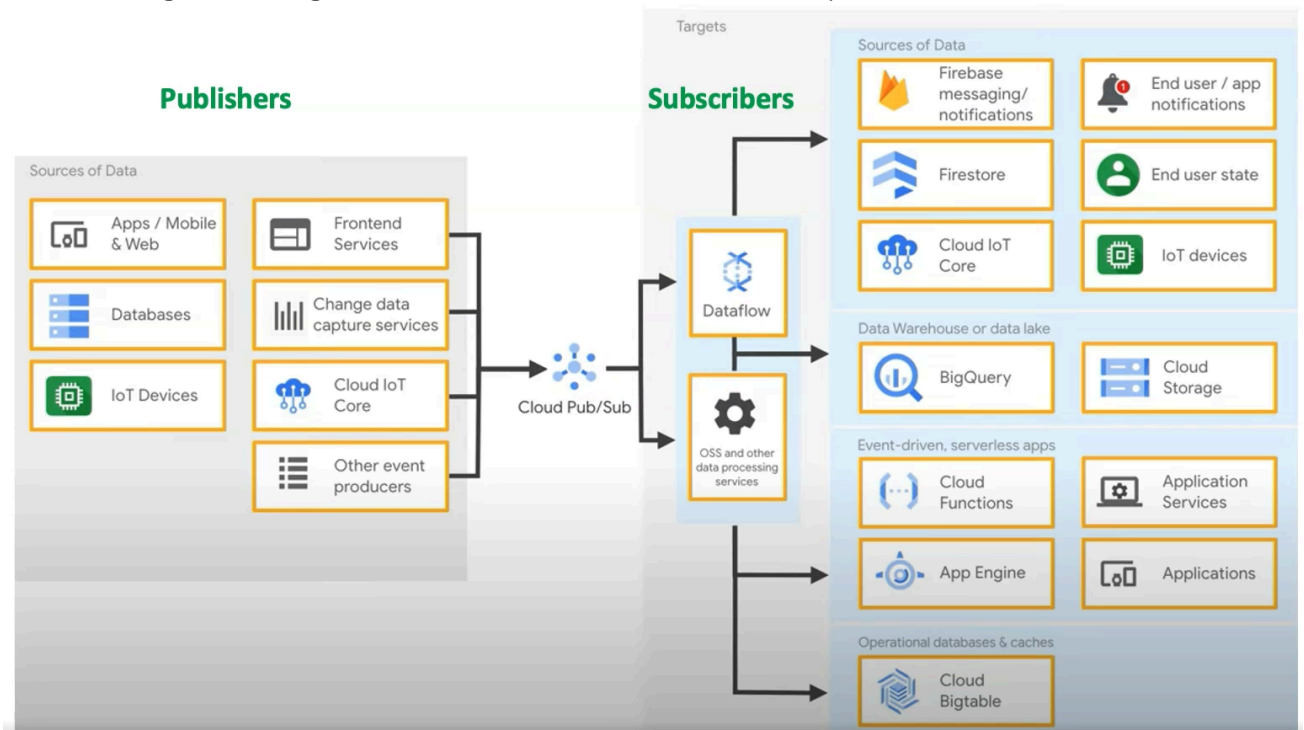 Targets
Sources of Data
Publishers
Subscribers
Sources of Data
Apps / Mobile
& Web
Frontend
Services
Databases
Change data
capture services
IoT Devices
Cloud IoT
Core
Other event
producers
Cloud Pub/Sub
Dataflow
OSS and other
data processing
services
Firebase
messaging/
notifications
1
End user / app
notifications
Firestore
End user state
Cloud IoT
Core
IoT devices
Data Warehouse or data lake
BigQuery
Cloud
Storage
Event-driven, serverless apps
Cloud
Functions
Application
Services
App Engine
Applications
Operational databases & caches
Cloud
Bigtable